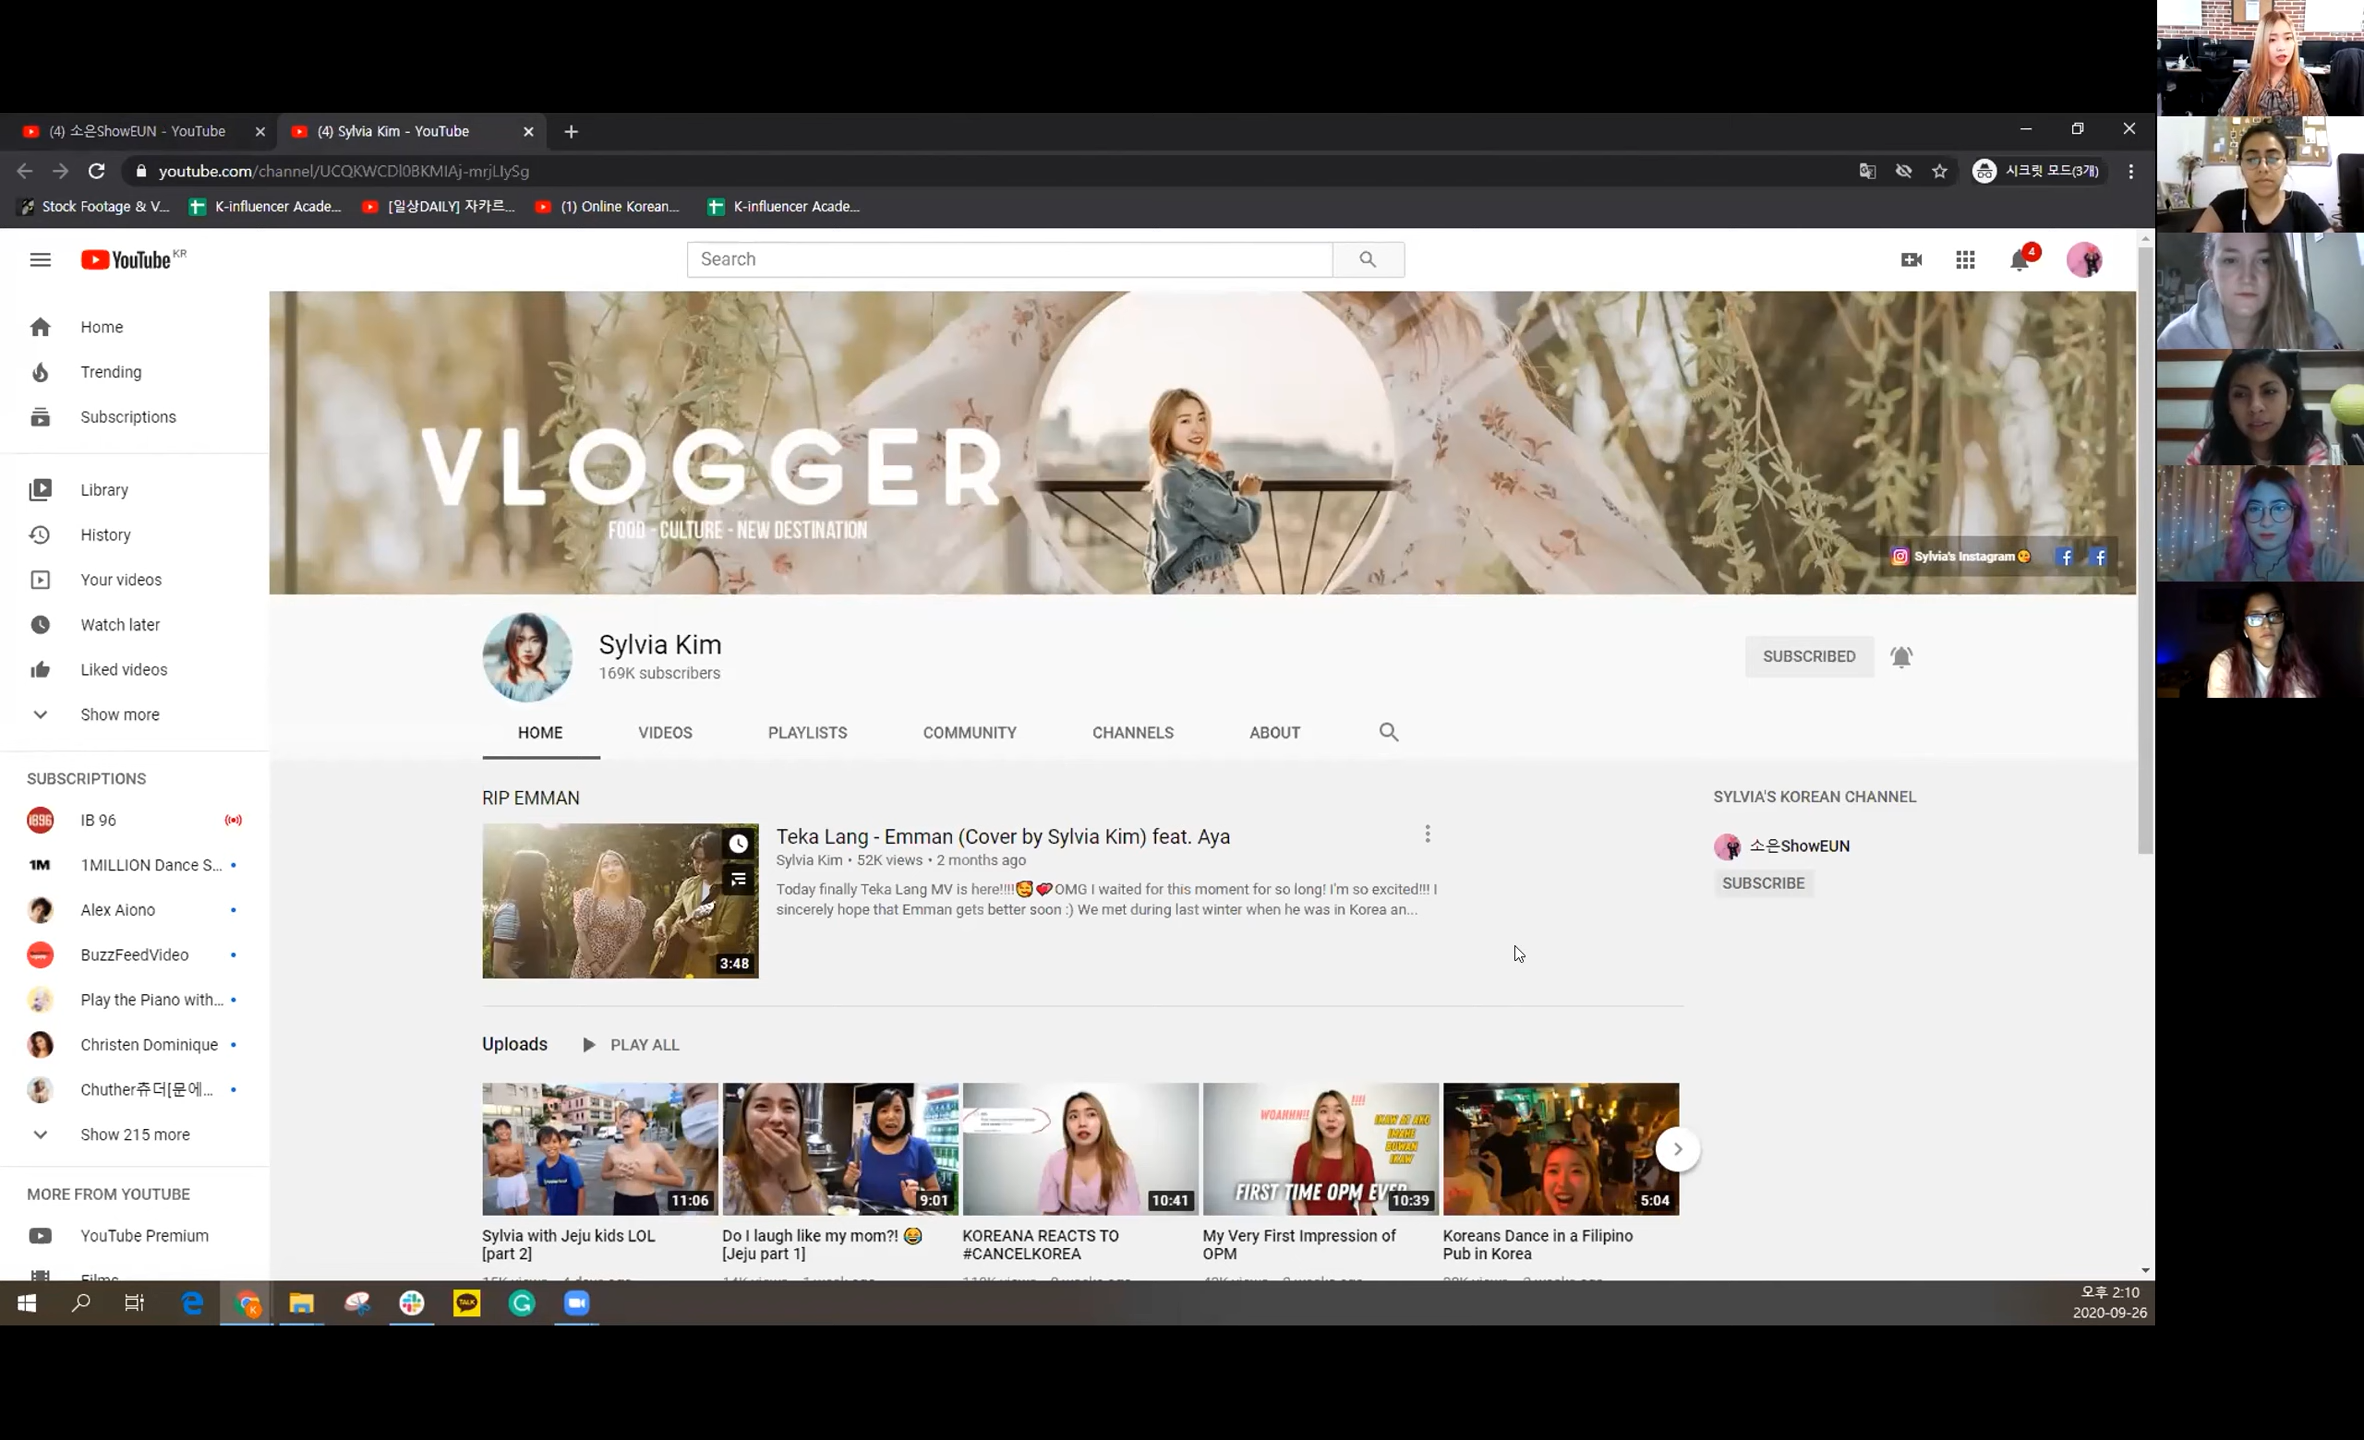 (4) 소은ShowEUN - YouTube
(4) Sylvia Kim - YouTube
youtube.com/channel/UCQKWCDl0BKMIAj-mrjLIySg
시크릿 모드(3개)
Stock Footage & V...
K-influencer Acade...
[일상DAILY] 자카르...
(1) Online Korean...
K-influencer Acade...
YouTube KR
Search
4
Home
Trending
Subscriptions
Library
History
Your videos
Watch later
Liked videos
Show more
SUBSCRIPTIONS
IB 96
1MILLION Dance S...
Alex Aiono
BuzzFeedVideo
Play the Piano with...
Christen Dominique
Chuther츄더[문에...
Show 215 more
MORE FROM YOUTUBE
YouTube Premium
Films
VLOGGER
FOOD - CULTURE - NEW DESTINATION
Sylvia's Instagram😘
Sylvia Kim
169K subscribers
SUBSCRIBED
HOME
VIDEOS
PLAYLISTS
COMMUNITY
CHANNELS
ABOUT
RIP EMMAN
3:48
Teka Lang - Emman (Cover by Sylvia Kim) feat. Aya
Sylvia Kim • 52K views • 2 months ago
Today finally Teka Lang MV is here!!!!🥰💕OMG I waited for this moment for so long! I'm so excited!!! I
sincerely hope that Emman gets better soon :) We met during last winter when he was in Korea an...
SYLVIA'S KOREAN CHANNEL
소은ShowEUN
SUBSCRIBE
Uploads
PLAY ALL
11:06
Sylvia with Jeju kids LOL
[part 2]
9:01
Do I laugh like my mom?! 😂
[Jeju part 1]
10:41
KOREANA REACTS TO
#CANCELKOREA
WOAHHH!!
!!!!
IKAW AT AKO
IMAHE
BUWAN
IKAW
FIRST TIME OPM EVER
10:39
My Very First Impression of
OPM
5:04
Koreans Dance in a Filipino
Pub in Korea
TALK
오후 2:10
2020-09-26